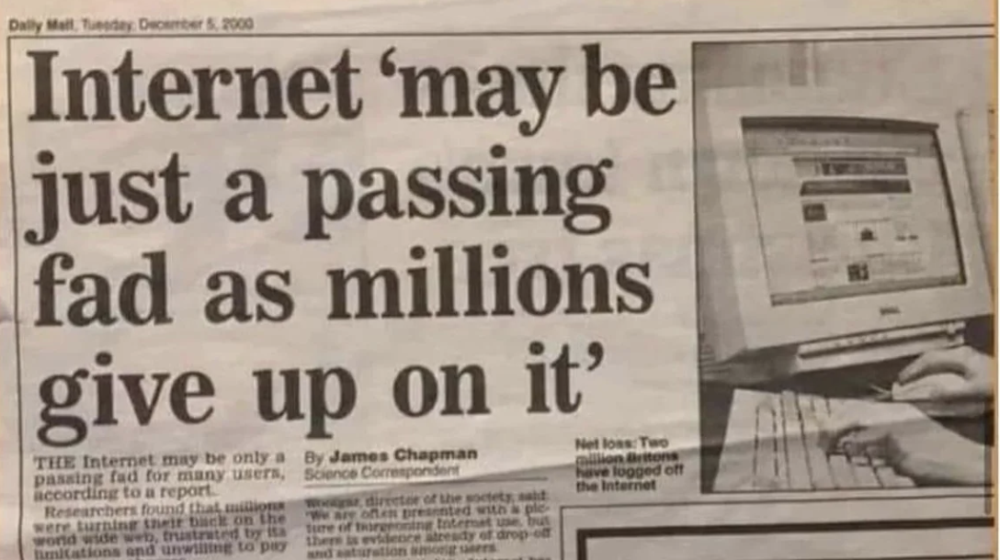 Daily Mail, Tuesday, December 5, 2000
Internet ‘may be
just a passing
fad as millions
give up on it’
THE Internet may be only a
passing fad for many users,
according to a report.
Researchers found that millions
were turning their back on the
world wide web, frustrated by its
limitations and unwilling to pay
By James Chapman
Science Correspondent
Woolgar, director of the society, said:
‘We are often presented with a pic-
ture of burgeoning Internet use, but
there is evidence already of drop-off
and saturation among users.
Net loss: Two
million Britons
have logged off
the Internet
DELL